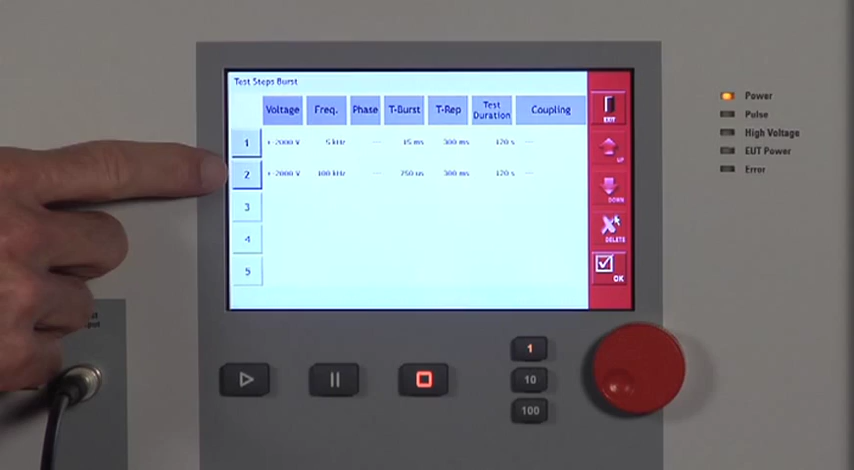 Test Steps Burst
Voltage Freq. Phase T-Burst T-Rep Test Duration Coupling
1 +-2000 V 5 kHz --- 15 ms 300 ms 120 s ---
2 +-2000 V 100 kHz --- 750 us 300 ms 120 s ---
3
4
5
EXIT
UP
DOWN
DELETE
OK
Power
Pulse
High Voltage
EUT Power
Error
1
10
100